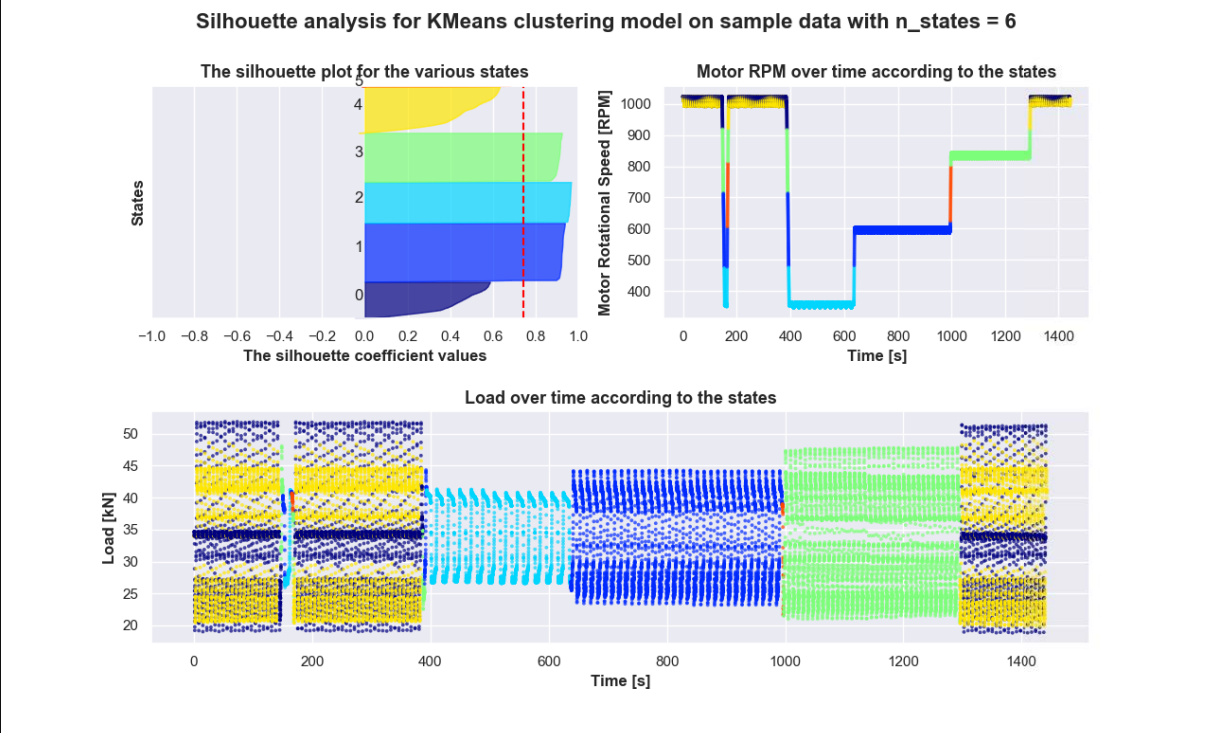 Silhouette analysis for KMeans clustering model on sample data with n_states = 6
The silhouette plot for the various states
States
5
4
3
2
1
0
−1.0 −0.8 −0.6 −0.4 −0.2 0.0 0.2 0.4 0.6 0.8 1.0
The silhouette coefficient values
Motor RPM over time according to the states
Motor Rotational Speed [RPM]
1000
900
800
700
600
500
400
0 200 400 600 800 1000 1200 1400
Time [s]
Load over time according to the states
Load [kN]
50
45
40
35
30
25
20
0 200 400 600 800 1000 1200 1400
Time [s]